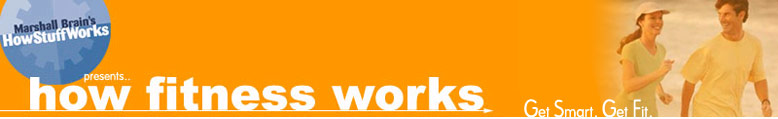 Marshall Brain's
HowStuffWorks
presents..
how fitness works
Get Smart. Get Fit.